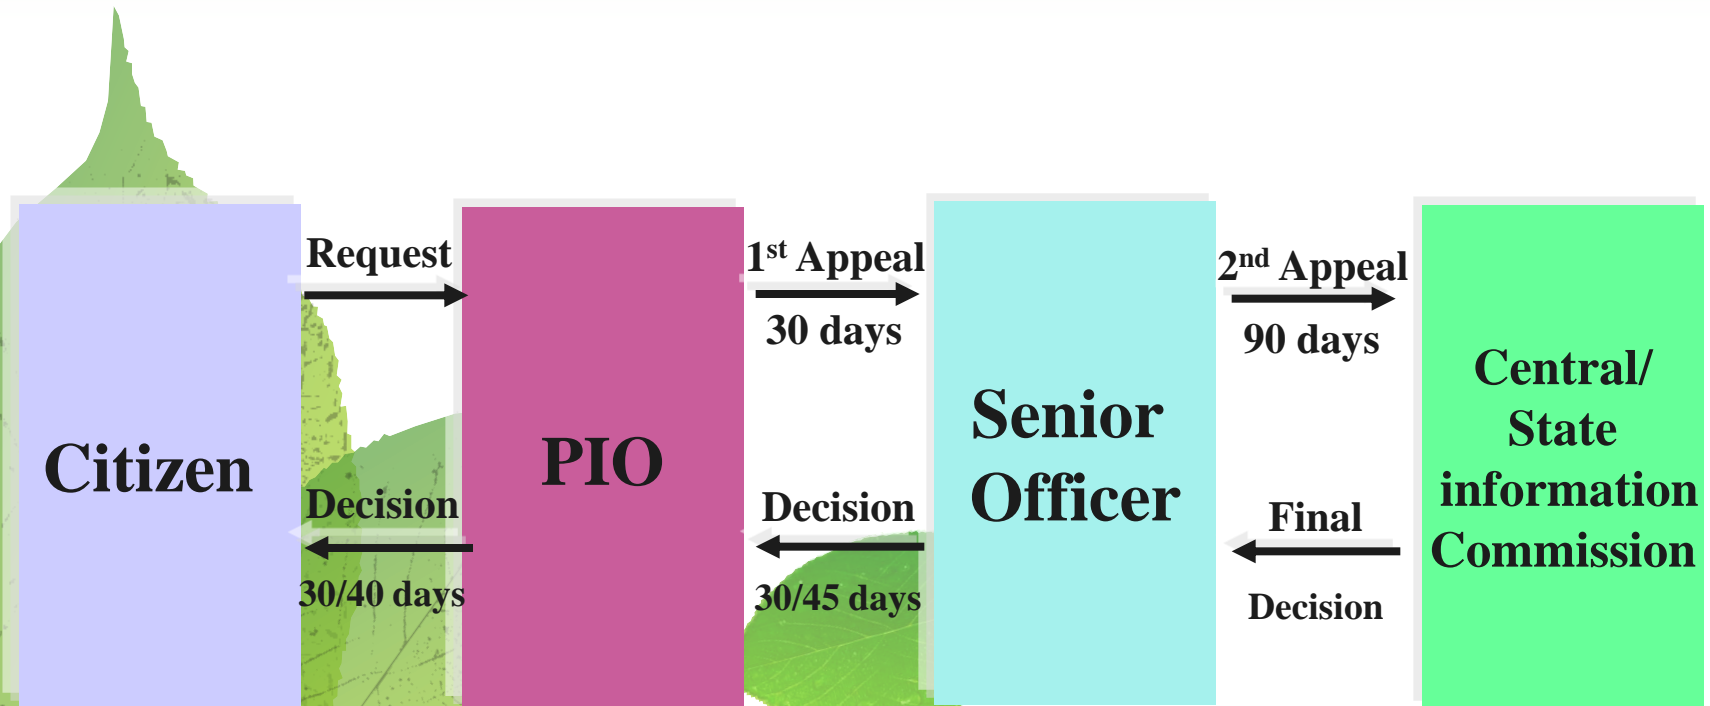 Citizen
Request
Decision
30/40 days
PIO
1st Appeal
30 days
Decision
30/45 days
Senior
Officer
2nd Appeal
90 days
Final
Decision
Central/
State
information
Commission